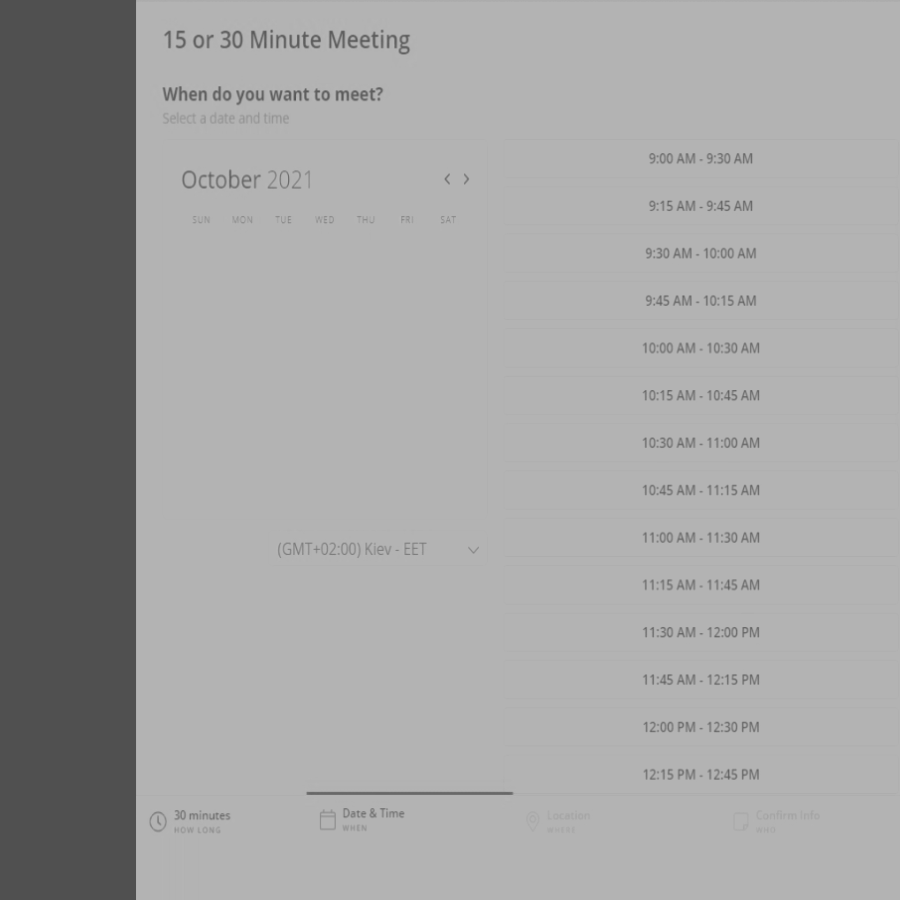 15 or 30 Minute Meeting
When do you want to meet?
Select a date and time
October 2021
SUN MON TUE WED THU FRI SAT
(GMT+02:00) Kiev - EET
9:00 AM - 9:30 AM
9:15 AM - 9:45 AM
9:30 AM - 10:00 AM
9:45 AM - 10:15 AM
10:00 AM - 10:30 AM
10:15 AM - 10:45 AM
10:30 AM - 11:00 AM
10:45 AM - 11:15 AM
11:00 AM - 11:30 AM
11:15 AM - 11:45 AM
11:30 AM - 12:00 PM
11:45 AM - 12:15 PM
12:00 PM - 12:30 PM
12:15 PM - 12:45 PM
30 minutes
HOW LONG
Date & Time
WHEN
Location
WHERE
Confirm Info
WHO